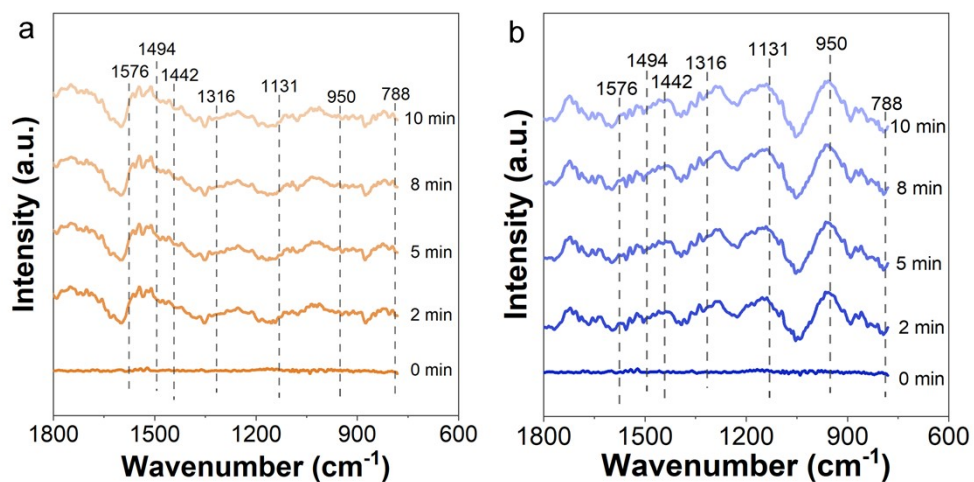 a
1494
1576
1442
1316
1131
950
788
10 min
8 min
5 min
2 min
0 min
Intensity (a.u.)
1800
1500
1200
900
600
Wavenumber (cm-1)
b
1131
950
1494
1316
1576
1442
788
10 min
8 min
5 min
2 min
0 min
Intensity (a.u.)
1800
1500
1200
900
600
Wavenumber (cm-1)